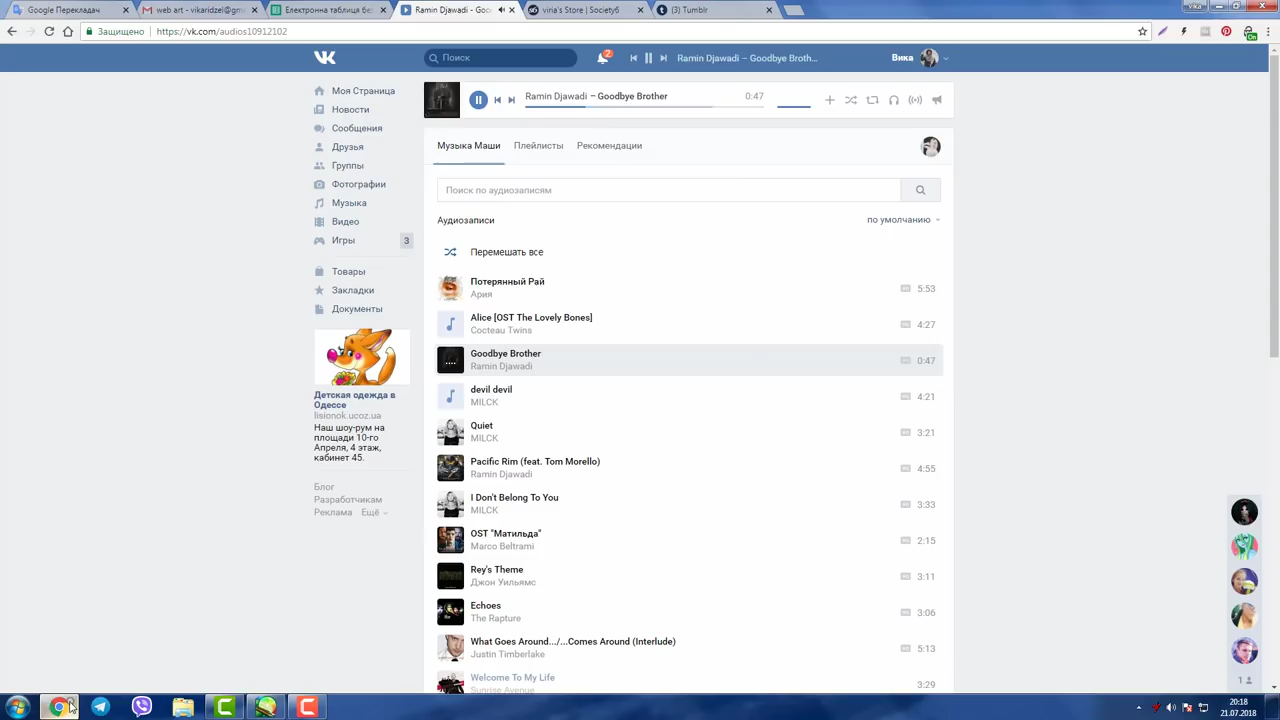 Google Перекладач
web art - vikaridzel@gm
Електронна таблиця бе
Ramin Djawadi - Goo
viria's Store | Society6
(3) Tumblr
Vika
Защищено
https://vk.com/audios10912102
Поиск
2
Ramin Djawadi – Goodbye Broth...
Вика
Моя Страница
Новости
Сообщения
Друзья
Группы
Фотографии
Музыка
Видео
Игры
3
Товары
Закладки
Документы
Детская одежда в
Одессе
lisionok.ucoz.ua
Наш шоу-рум на
площади 10-го
Апреля, 4 этаж,
кабинет 45.
Блог
Разработчикам
Реклама Ещё
Ramin Djawadi – Goodbye Brother
0:47
Музыка Маши
Плейлисты
Рекомендации
Поиск по аудиозаписям
Аудиозаписи
по умолчанию
Перемешать все
Потерянный Рай
Ария
5:53
Alice [OST The Lovely Bones]
Cocteau Twins
4:27
Goodbye Brother
Ramin Djawadi
0:47
devil devil
MILCK
4:21
Quiet
MILCK
3:21
Pacific Rim (feat. Tom Morello)
Ramin Djawadi
4:55
I Don't Belong To You
MILCK
3:33
OST "Матильда"
Marco Beltrami
2:15
Rey's Theme
Джон Уильямс
3:11
Echoes
The Rapture
3:06
What Goes Around.../...Comes Around (Interlude)
Justin Timberlake
5:13
Welcome To My Life
Sunrise Avenue
3:29
1
20:18
21.07.2018